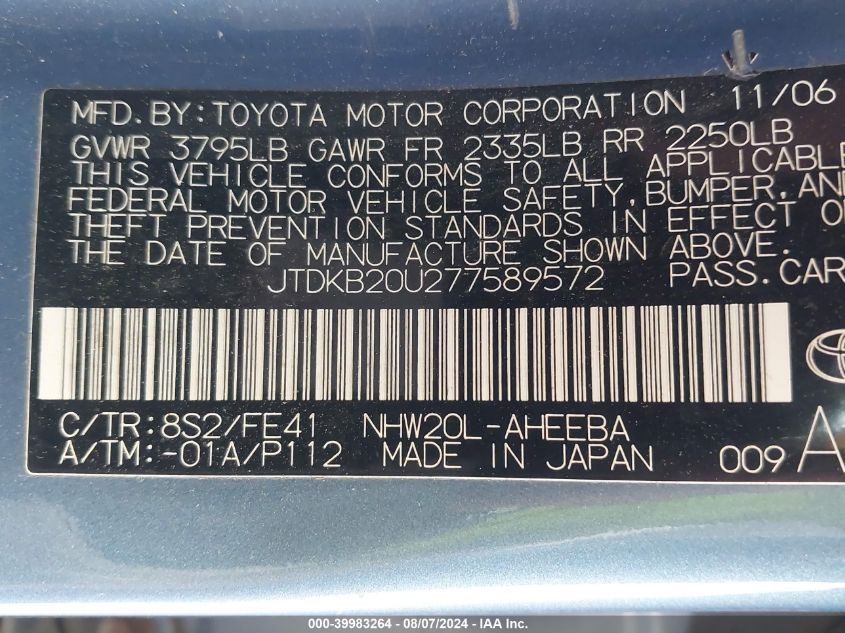 MFD. BY: TOYOTA MOTOR CORPORATION 11/06
GVWR 3795LB GAWR FR 2335LB RR 2250LB
THIS VEHICLE CONFORMS TO ALL APPLICABLE
FEDERAL MOTOR VEHICLE SAFETY, BUMPER, AND
THEFT PREVENTION STANDARDS IN EFFECT O
THE DATE OF MANUFACTURE SHOWN ABOVE.
JTDKB20U277589572 PASS. CAR
C/TR: 8S2/FE41 NHW20L-AHEEBA
A/TM: -01A/P112 MADE IN JAPAN 009 A
000-39983264 - 08/07/2024 - IAA Inc.